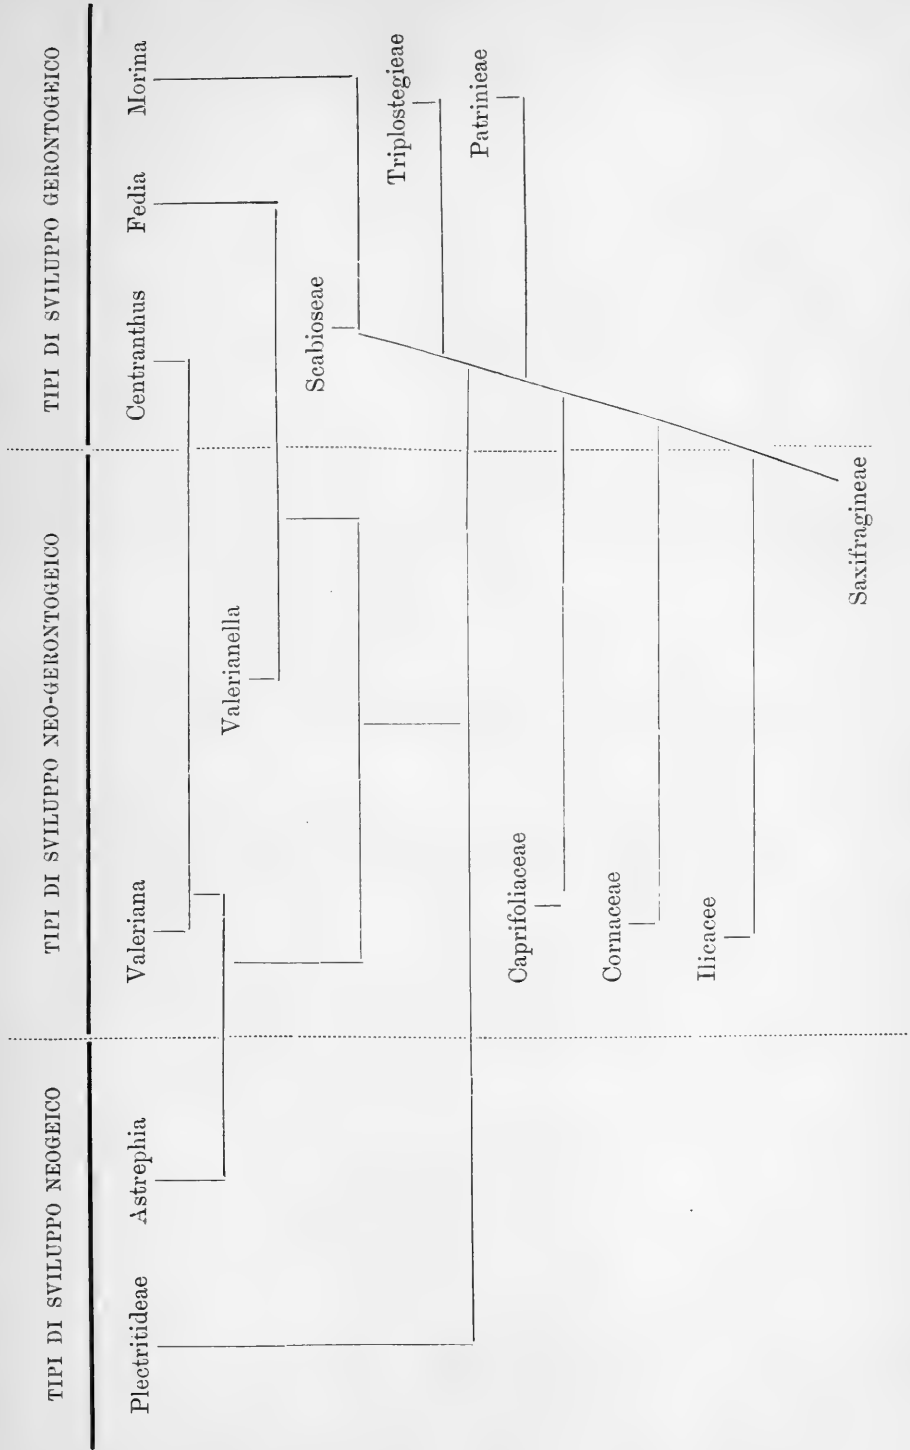 TIPI DI SVILUPPO NEOGEICO
TIPI DI SVILUPPO NEO-GERONTOGEICO
TIPI DI SVILUPPO GERONTOGEICO
Plectritideae
Astrephia
Valeriana
Centranthus
Fedia
Morina
Valerianella
Scabioseae
Triplostegieae
Patrinieae
Caprifoliaceae
Cornaceae
Ilicacee
Saxifragineae